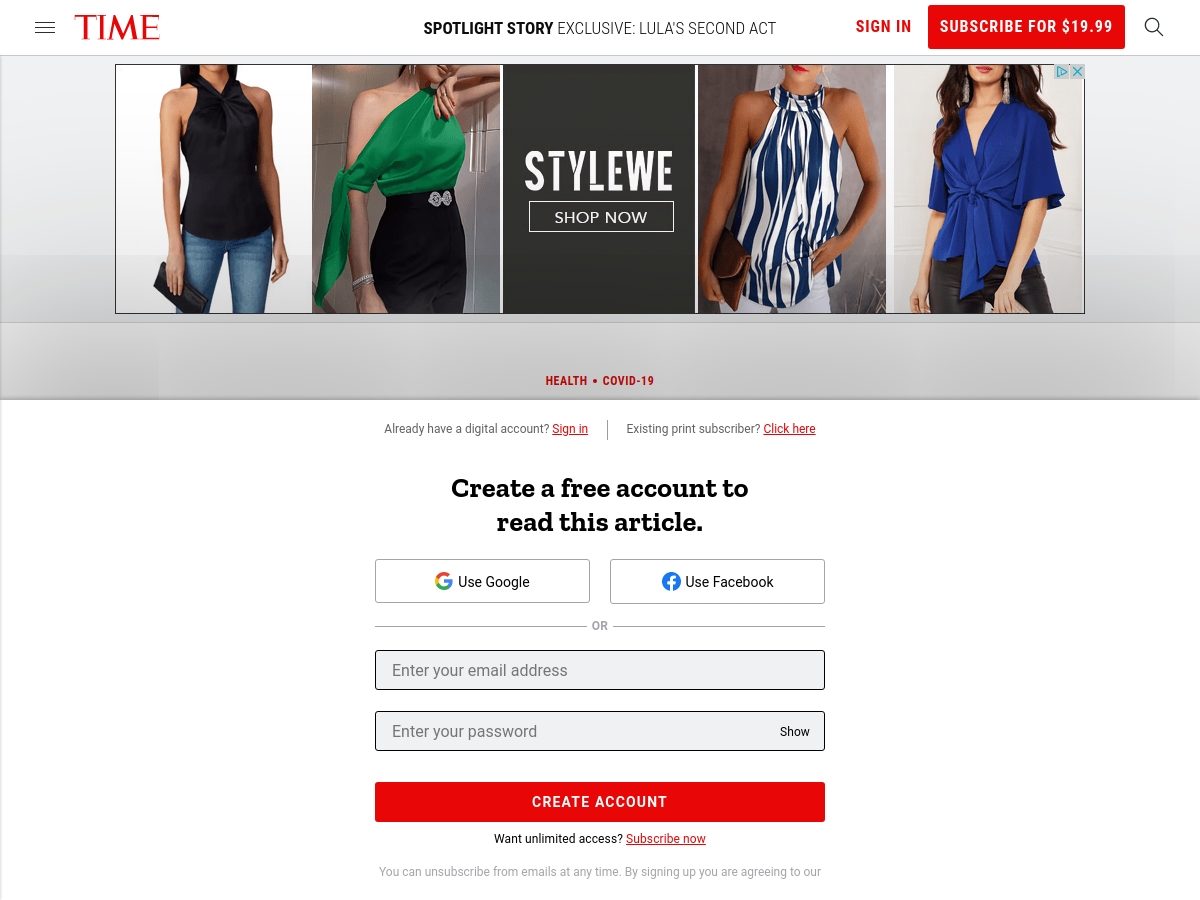 TIME
SPOTLIGHT STORY EXCLUSIVE: LULA'S SECOND ACT
SIGN IN
SUBSCRIBE FOR $19.99
STYLEWE
SHOP NOW
HEALTH • COVID-19
Already have a digital account? Sign in
Existing print subscriber? Click here
Create a free account to
read this article.
Use Google
Use Facebook
OR
Enter your email address
Enter your password
Show
CREATE ACCOUNT
Want unlimited access? Subscribe now
You can unsubscribe from emails at any time. By signing up you are agreeing to our